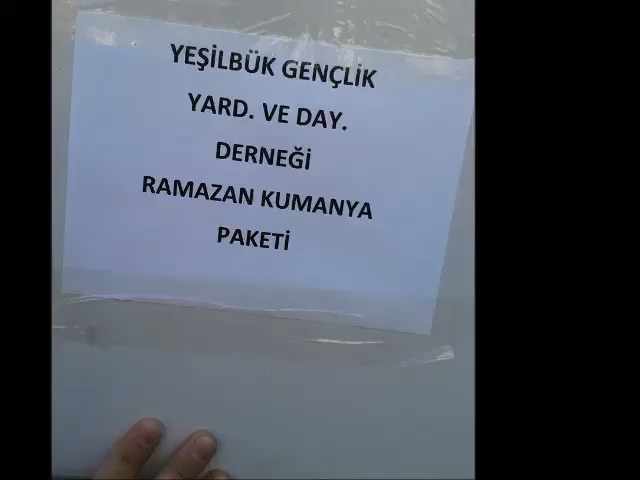 YEŞİLBÜK GENÇLİK
YARD. VE DAY.
DERNEĞİ
RAMAZAN KUMANYA
PAKETİ